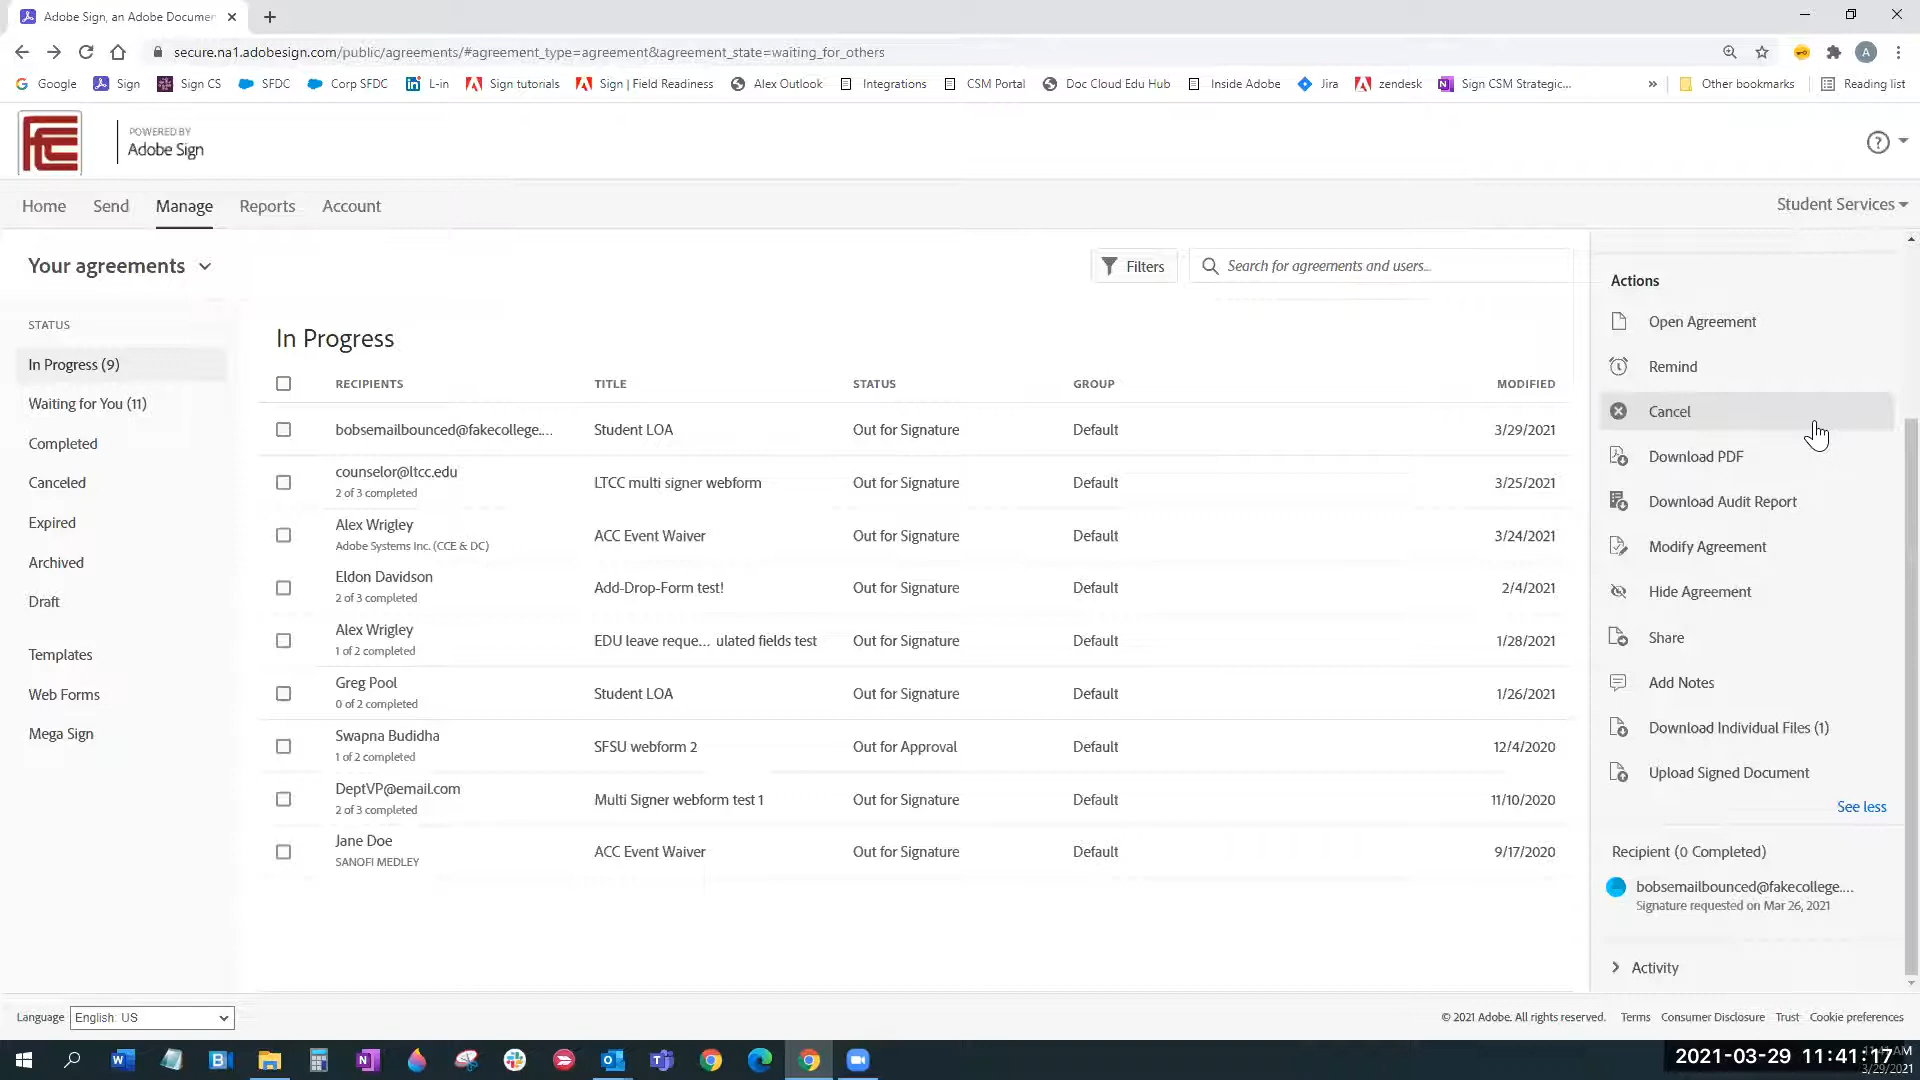 Adobe Sign, an Adobe Documen
secure.na1.adobesign.com/public/agreements/#agreement_type=agreement&agreement_state=waiting_for_others
A
Google Sign Sign CS SFDC Corp SFDC L-in Sign tutorials Sign | Field Readiness Alex Outlook Integrations CSM Portal Doc Cloud Edu Hub Inside Adobe Jira zendesk Sign CSM Strategic... » Other bookmarks Reading list
POWERED BY
Adobe Sign
Home Send Manage Reports Account Student Services
Your agreements Filters Search for agreements and users...
STATUS
In Progress (9)
Waiting for You (11)
Completed
Canceled
Expired
Archived
Draft
Templates
Web Forms
Mega Sign
In Progress
RECIPIENTS TITLE STATUS GROUP MODIFIED
bobsemailbounced@fakecollege.... Student LOA Out for Signature Default 3/29/2021
counselor@ltcc.edu LTCC multi signer webform Out for Signature Default 3/25/2021
2 of 3 completed
Alex Wrigley ACC Event Waiver Out for Signature Default 3/24/2021
Adobe Systems Inc. (CCE & DC)
Eldon Davidson Add-Drop-Form test! Out for Signature Default 2/4/2021
2 of 3 completed
Alex Wrigley EDU leave reque... ulated fields test Out for Signature Default 1/28/2021
1 of 2 completed
Greg Pool Student LOA Out for Signature Default 1/26/2021
0 of 2 completed
Swapna Budidha SFSU webform 2 Out for Approval Default 12/4/2020
1 of 2 completed
DeptVP@email.com Multi Signer webform test 1 Out for Signature Default 11/10/2020
2 of 3 completed
Jane Doe ACC Event Waiver Out for Signature Default 9/17/2020
SANOFI MEDLEY
Actions
Open Agreement
Remind
Cancel
Download PDF
Download Audit Report
Modify Agreement
Hide Agreement
Share
Add Notes
Download Individual Files (1)
Upload Signed Document
See less
Recipient (0 Completed)
bobsemailbounced@fakecollege....
Signature requested on Mar 26, 2021
Activity
Language English: US © 2021 Adobe. All rights reserved. Terms Consumer Disclosure Trust Cookie preferences
2021-03-29 11:41:17
3/29/2021